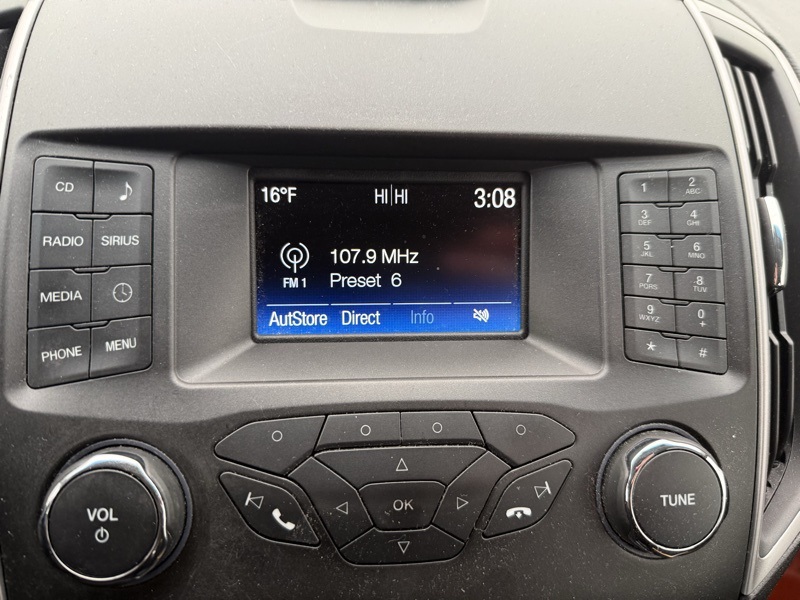 CD
RADIO SIRIUS
MEDIA
PHONE MENU
16°F HI|HI 3:08
107.9 MHz
FM 1 Preset 6
AutStore Direct Info
1 2 ABC
3 DEF 4 GHI
5 JKL 6 MNO
7 PQRS 8 TUV
9 WXYZ 0 +
* #
VOL
OK
TUNE